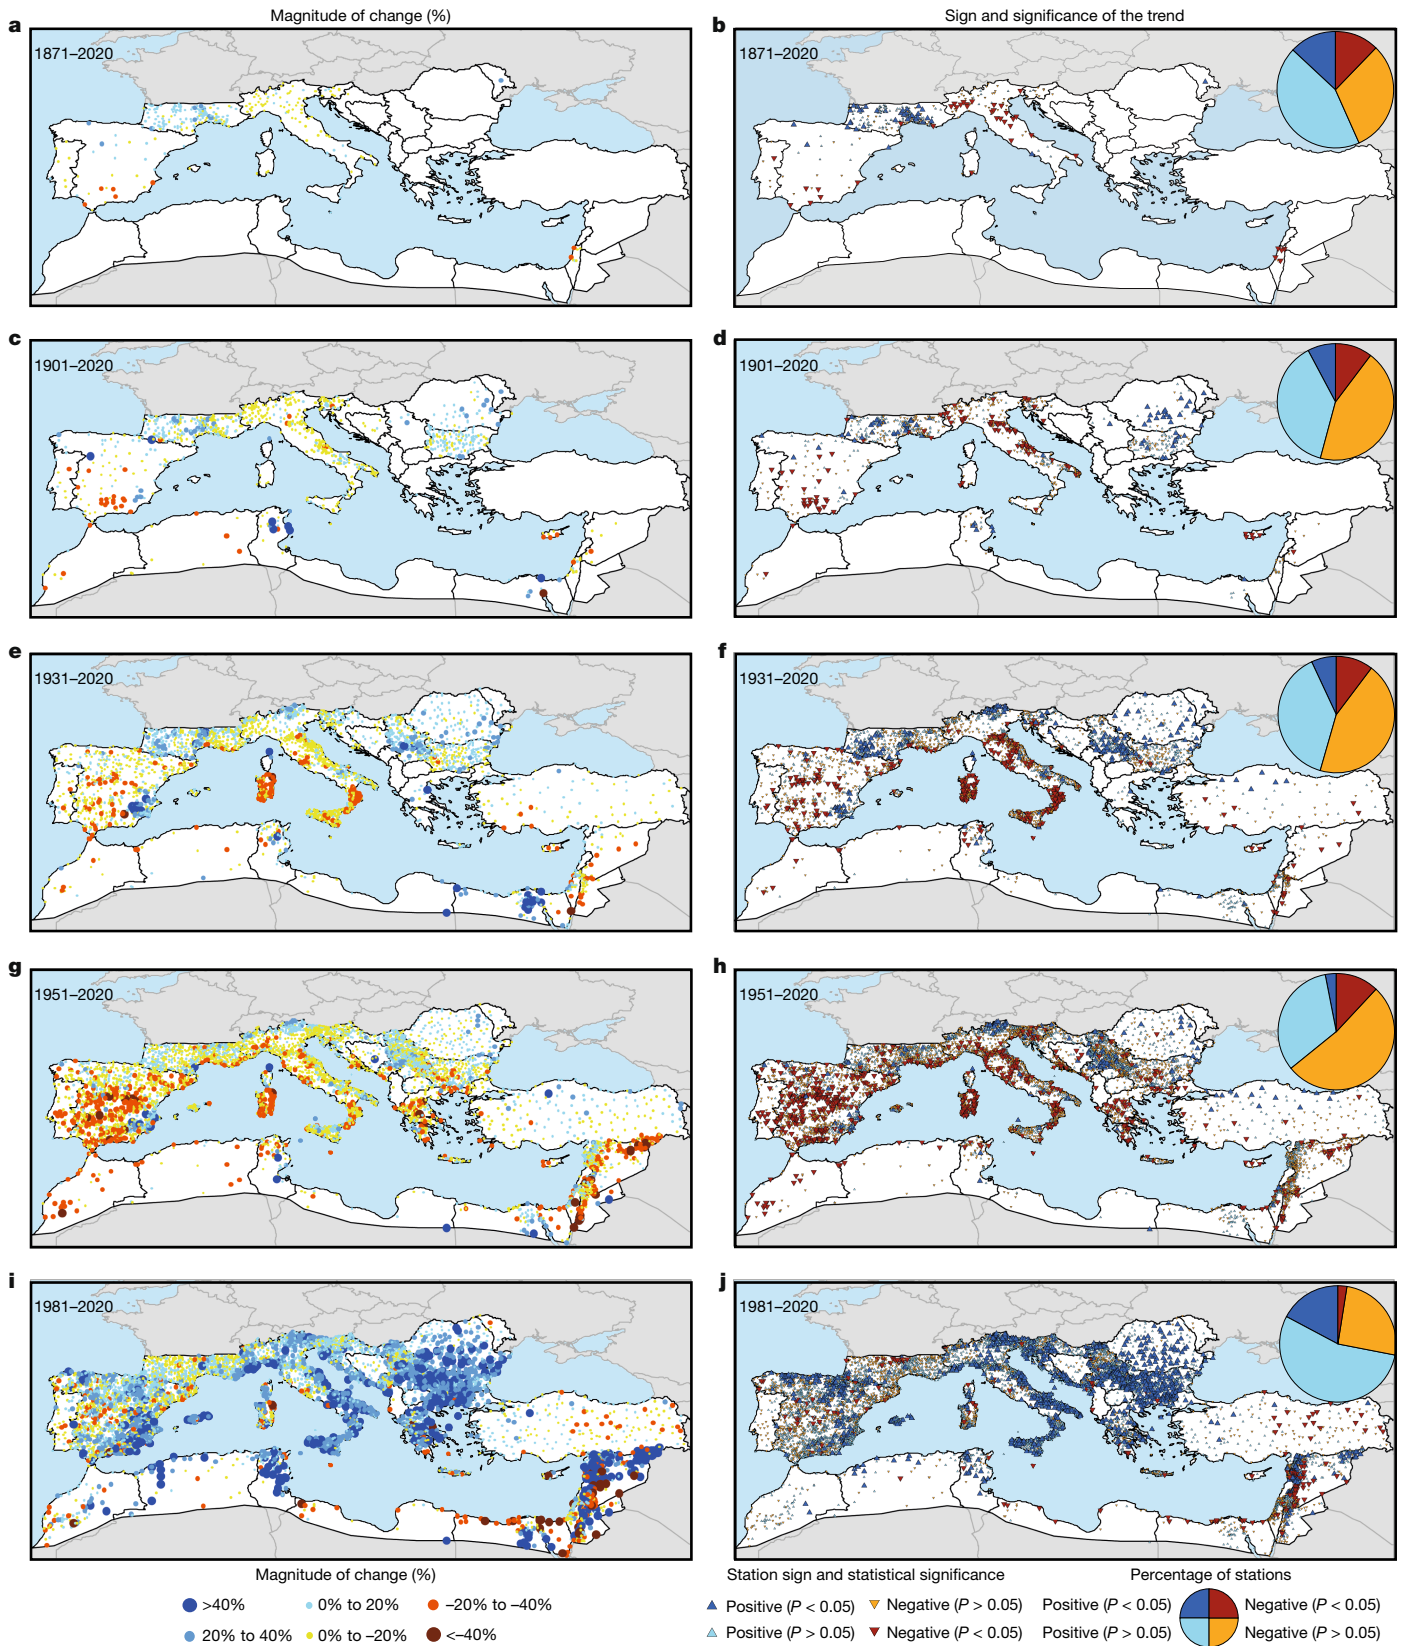 Magnitude of change (%)
Sign and significance of the trend
a
1871–2020
b
1871–2020
c
1901–2020
d
1901–2020
e
1931–2020
f
1931–2020
g
1951–2020
h
1951–2020
i
1981–2020
j
1981–2020
Magnitude of change (%)
>40%
0% to 20%
–20% to –40%
20% to 40%
0% to –20%
<–40%
Station sign and statistical significance
Positive (P < 0.05)
Negative (P > 0.05)
Positive (P > 0.05)
Negative (P < 0.05)
Percentage of stations
Positive (P < 0.05)
Negative (P < 0.05)
Positive (P > 0.05)
Negative (P > 0.05)